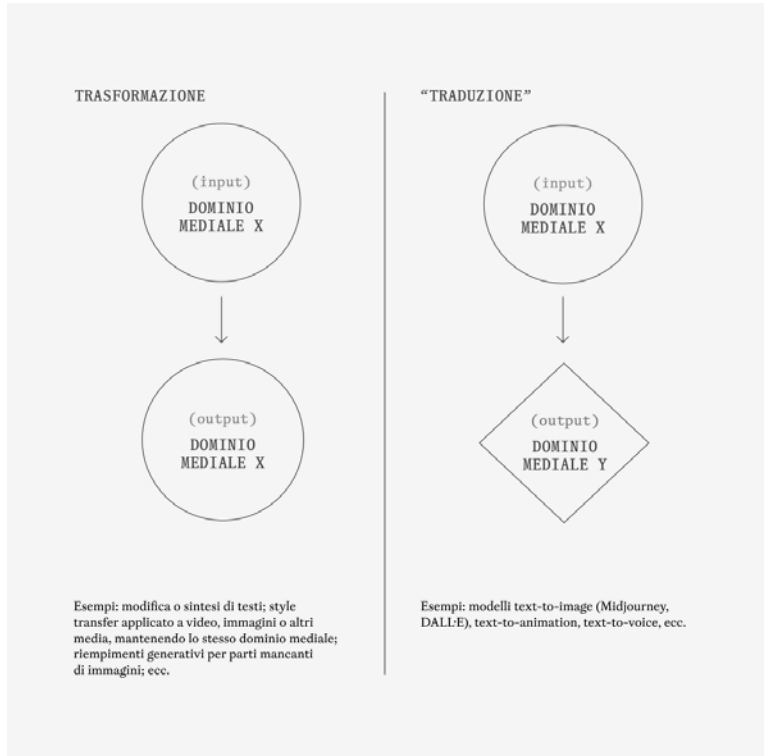 TRASFORMAZIONE
(input)
DOMINIO
MEDIALE X
(output)
DOMINIO
MEDIALE X
Esempi: modifica o sintesi di testi; style
transfer applicato a video, immagini o altri
media, mantenendo lo stesso dominio mediale;
riempimenti generativi per parti mancanti
di immagini; ecc.
“TRADUZIONE”
(input)
DOMINIO
MEDIALE X
(output)
DOMINIO
MEDIALE Y
Esempi: modelli text-to-image (Midjourney,
DALL·E), text-to-animation, text-to-voice, ecc.